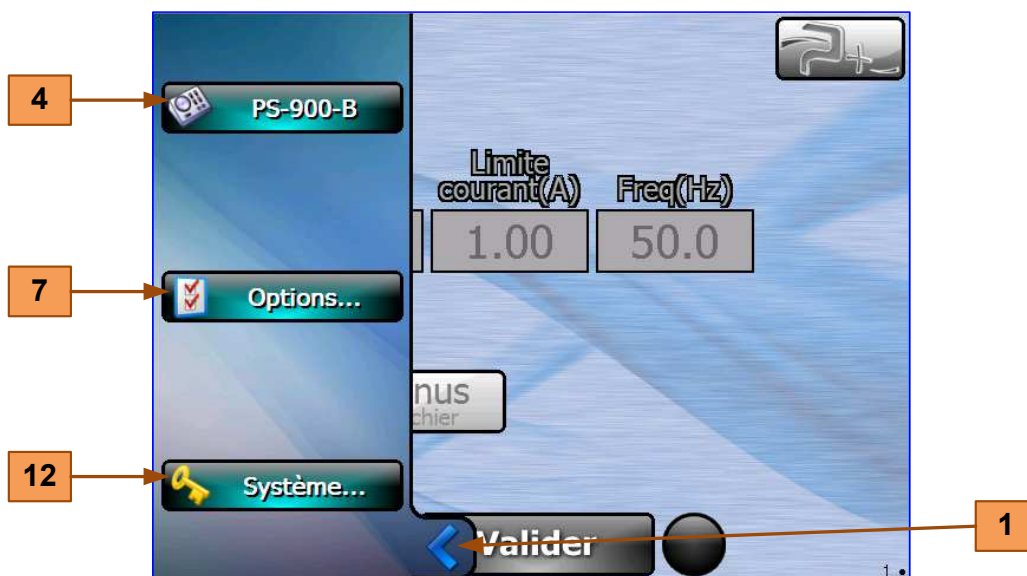 4
PS-900-B
Limite
courant(A)
Freq(Hz)
1.00
50.0
7
Options...
nus
chier
12
Système...
Valider
1
1